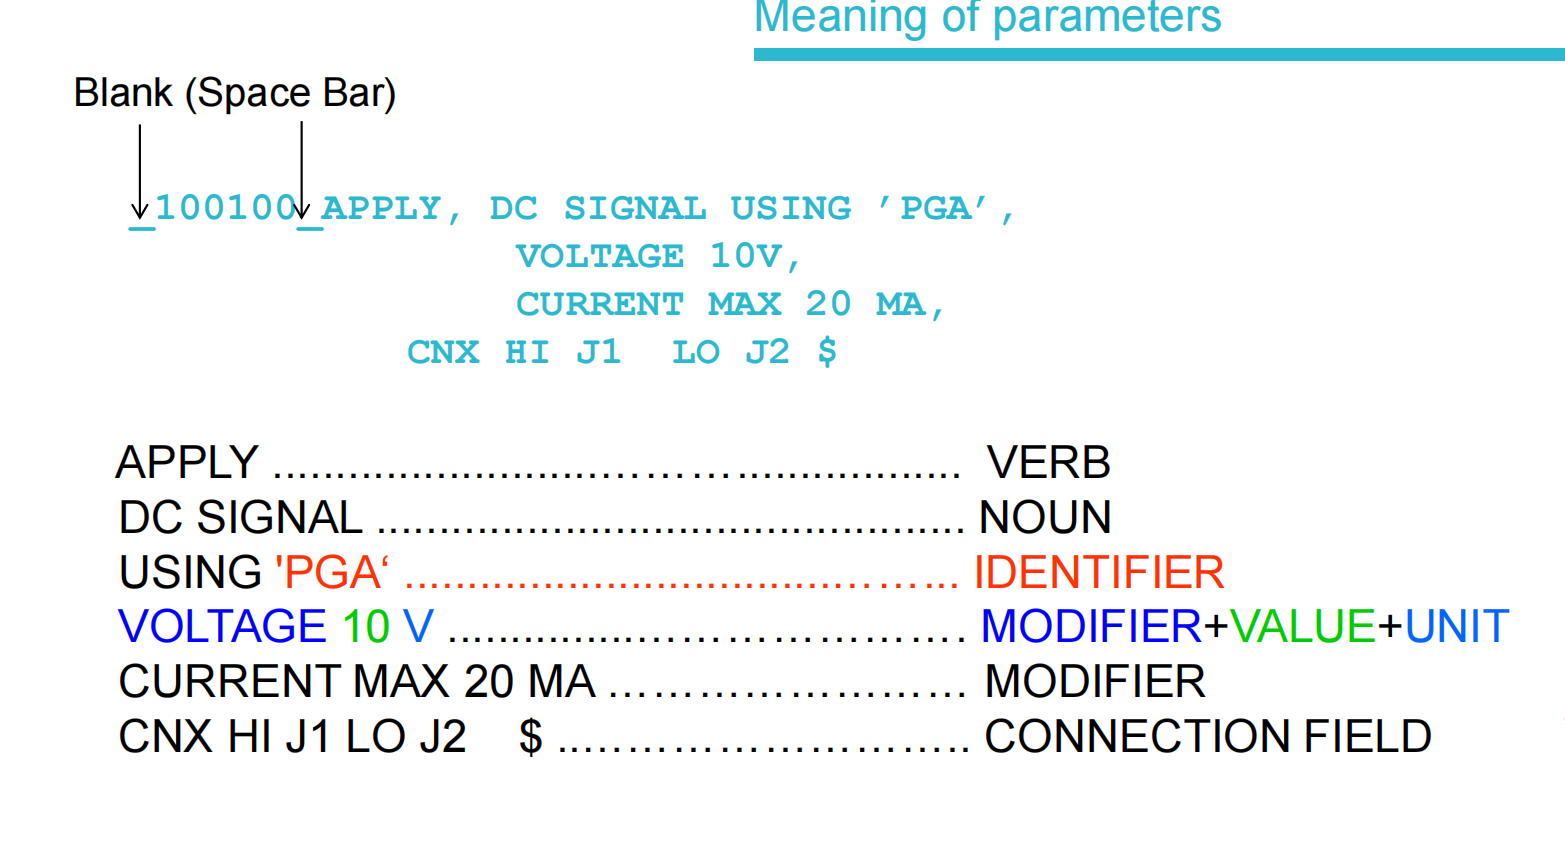 Meaning of parameters
Blank (Space Bar)
_100100_APPLY, DC SIGNAL USING ’PGA’,
VOLTAGE 10V,
CURRENT MAX 20 MA,
CNX HI J1  LO J2 $
APPLY .........................………................... VERB
DC SIGNAL .............................................. NOUN
USING 'PGA‘ ..................................……... IDENTIFIER
VOLTAGE 10 V ...............………………………. MODIFIER+VALUE+UNIT
CURRENT MAX 20 MA …………………… MODIFIER
CNX HI J1 LO J2 $ ..…………………….. CONNECTION FIELD